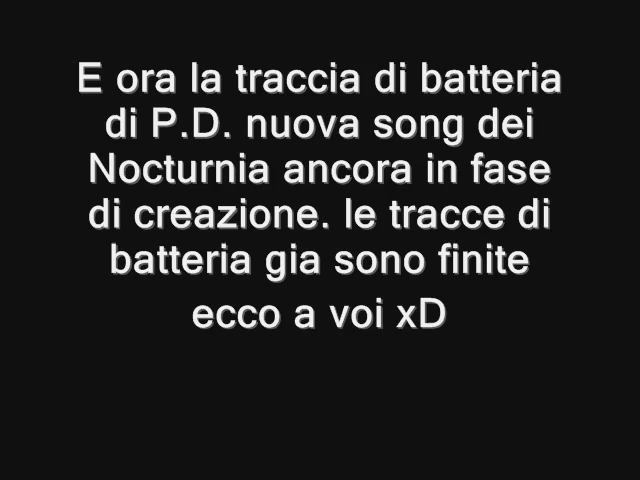 E ora la traccia di batteria
di P.D. nuova song dei
Nocturnia ancora in fase
di creazione. le tracce di
batteria gia sono finite
ecco a voi xD